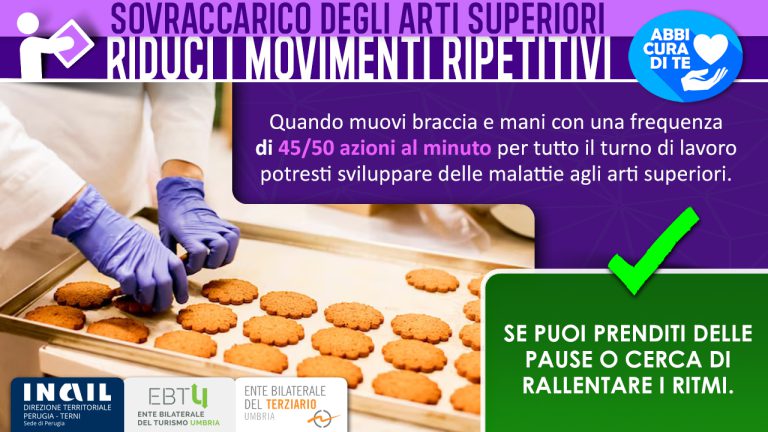 SOVRACCARICO DEGLI ARTI SUPERIORI
RIDUCI I MOVIMENTI RIPETITIVI
ABBI
CURA
DI TE
Quando muovi braccia e mani con una frequenza
di 45/50 azioni al minuto per tutto il turno di lavoro
potresti sviluppare delle malattie agli arti superiori.
SE PUOI PRENDITI DELLE
PAUSE O CERCA DI
RALLENTARE I RITMI.
INAIL
DIREZIONE TERRITORIALE
PERUGIA - TERNI
Sede di Perugia
EBT4
ENTE BILATERALE
DEL TURISMO UMBRIA
ENTE BILATERALE
DEL TERZIARIO
UMBRIA